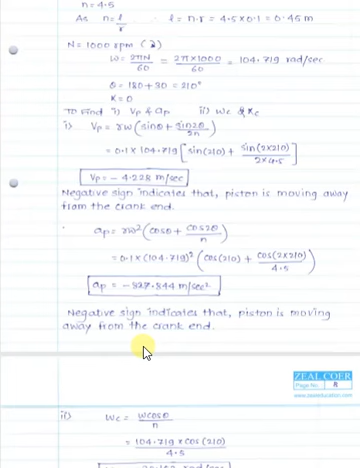 n = 4.5
As n = l/r l = n·r = 4.5 × 0.1 = 0.45 m
N = 1000 rpm (2)
ω = 2πN/60 = 2π×1000/60 = 104.719 rad/sec
θ = 180 + 30 = 210°
K = 0
To Find i) Vp & ap ii) ωc & αc
i) Vp = rω (sinθ + sin2θ/2n)
= 0.1 × 104.719 [sin(210) + sin(2×210)/2×4.5]
Vp = - 4.228 m/sec
Negative sign indicates that, piston is moving away
from the crank end.
ap = rω² (cosθ + cos2θ/n)
= 0.1 × (104.719)² (cos(210) + cos(2×210)/4.5)
ap = - 827.844 m/sec²
Negative sign indicates that, piston is moving
away from the crank end.
ZEAL COER
Page No.
www.zealeducation.com
ii) ωc = ωcosθ/n
= 104.719 × cos(210)/4.5